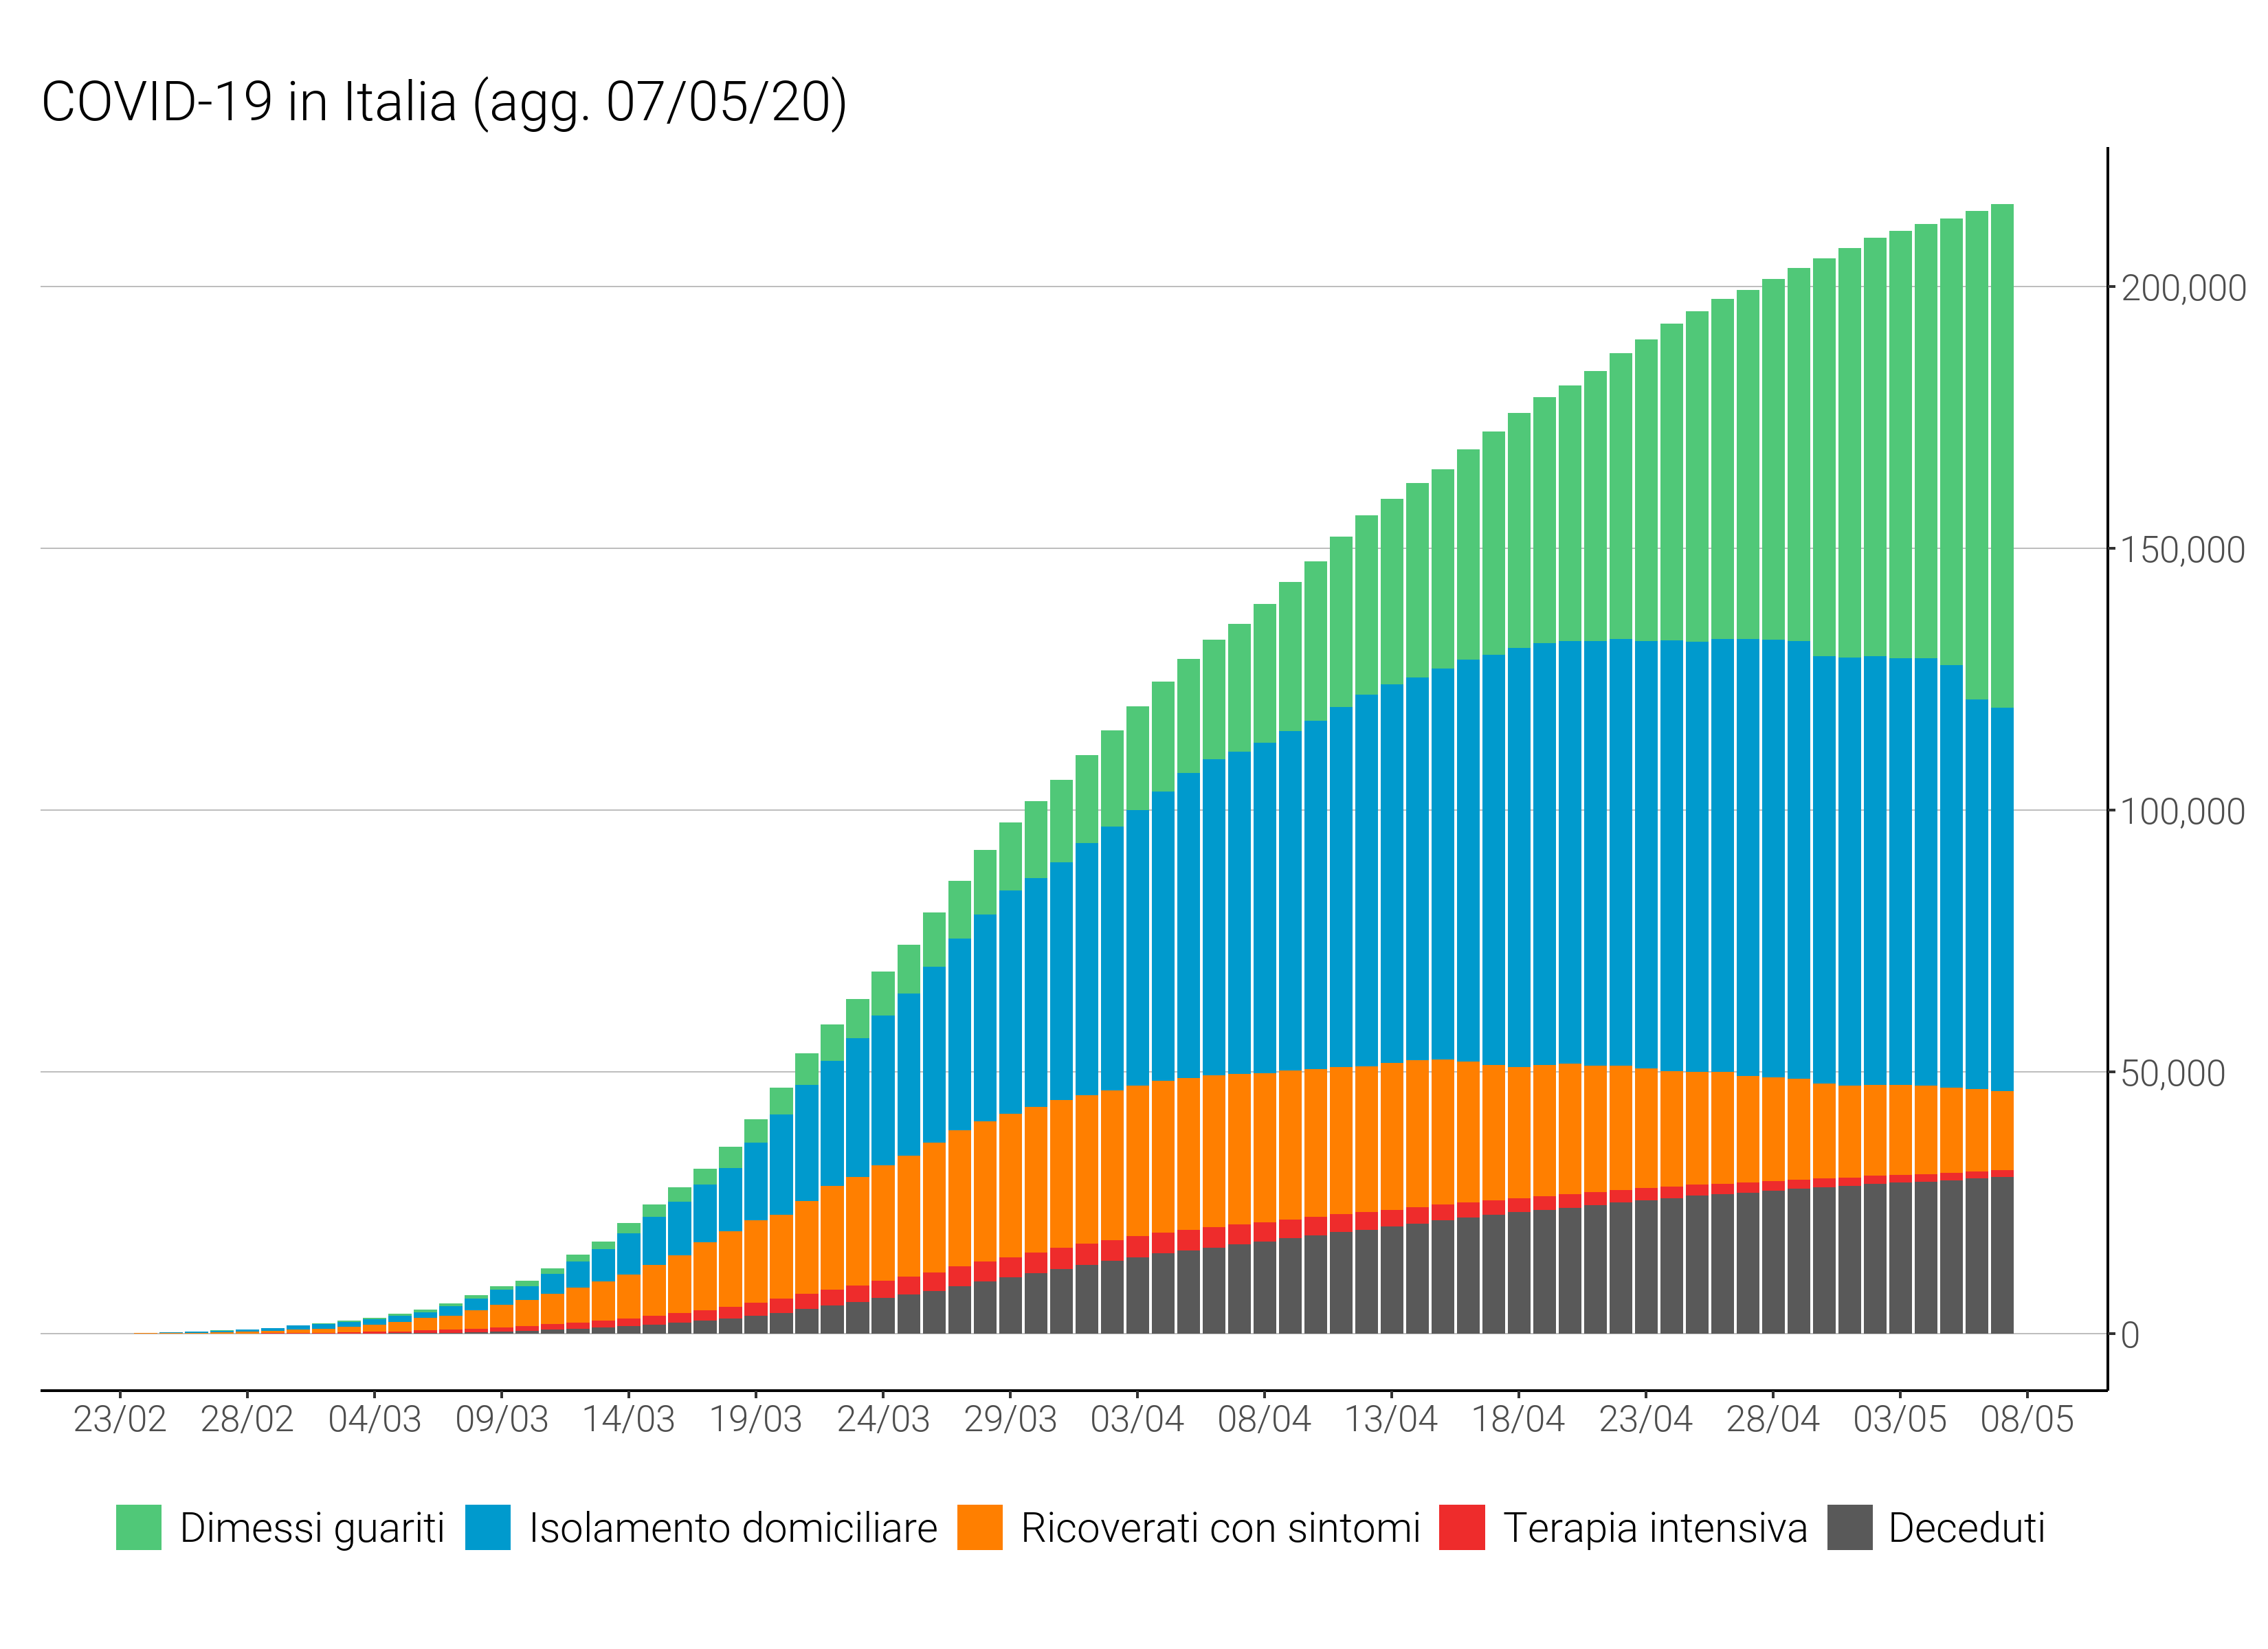 COVID-19 in Italia (agg. 07/05/20)
200,000
150,000
100,000
50,000
0
23/02 28/02 04/03 09/03 14/03 19/03 24/03 29/03 03/04 08/04 13/04 18/04 23/04 28/04 03/05 08/05
Dimessi guariti Isolamento domiciliare Ricoverati con sintomi Terapia intensiva Deceduti